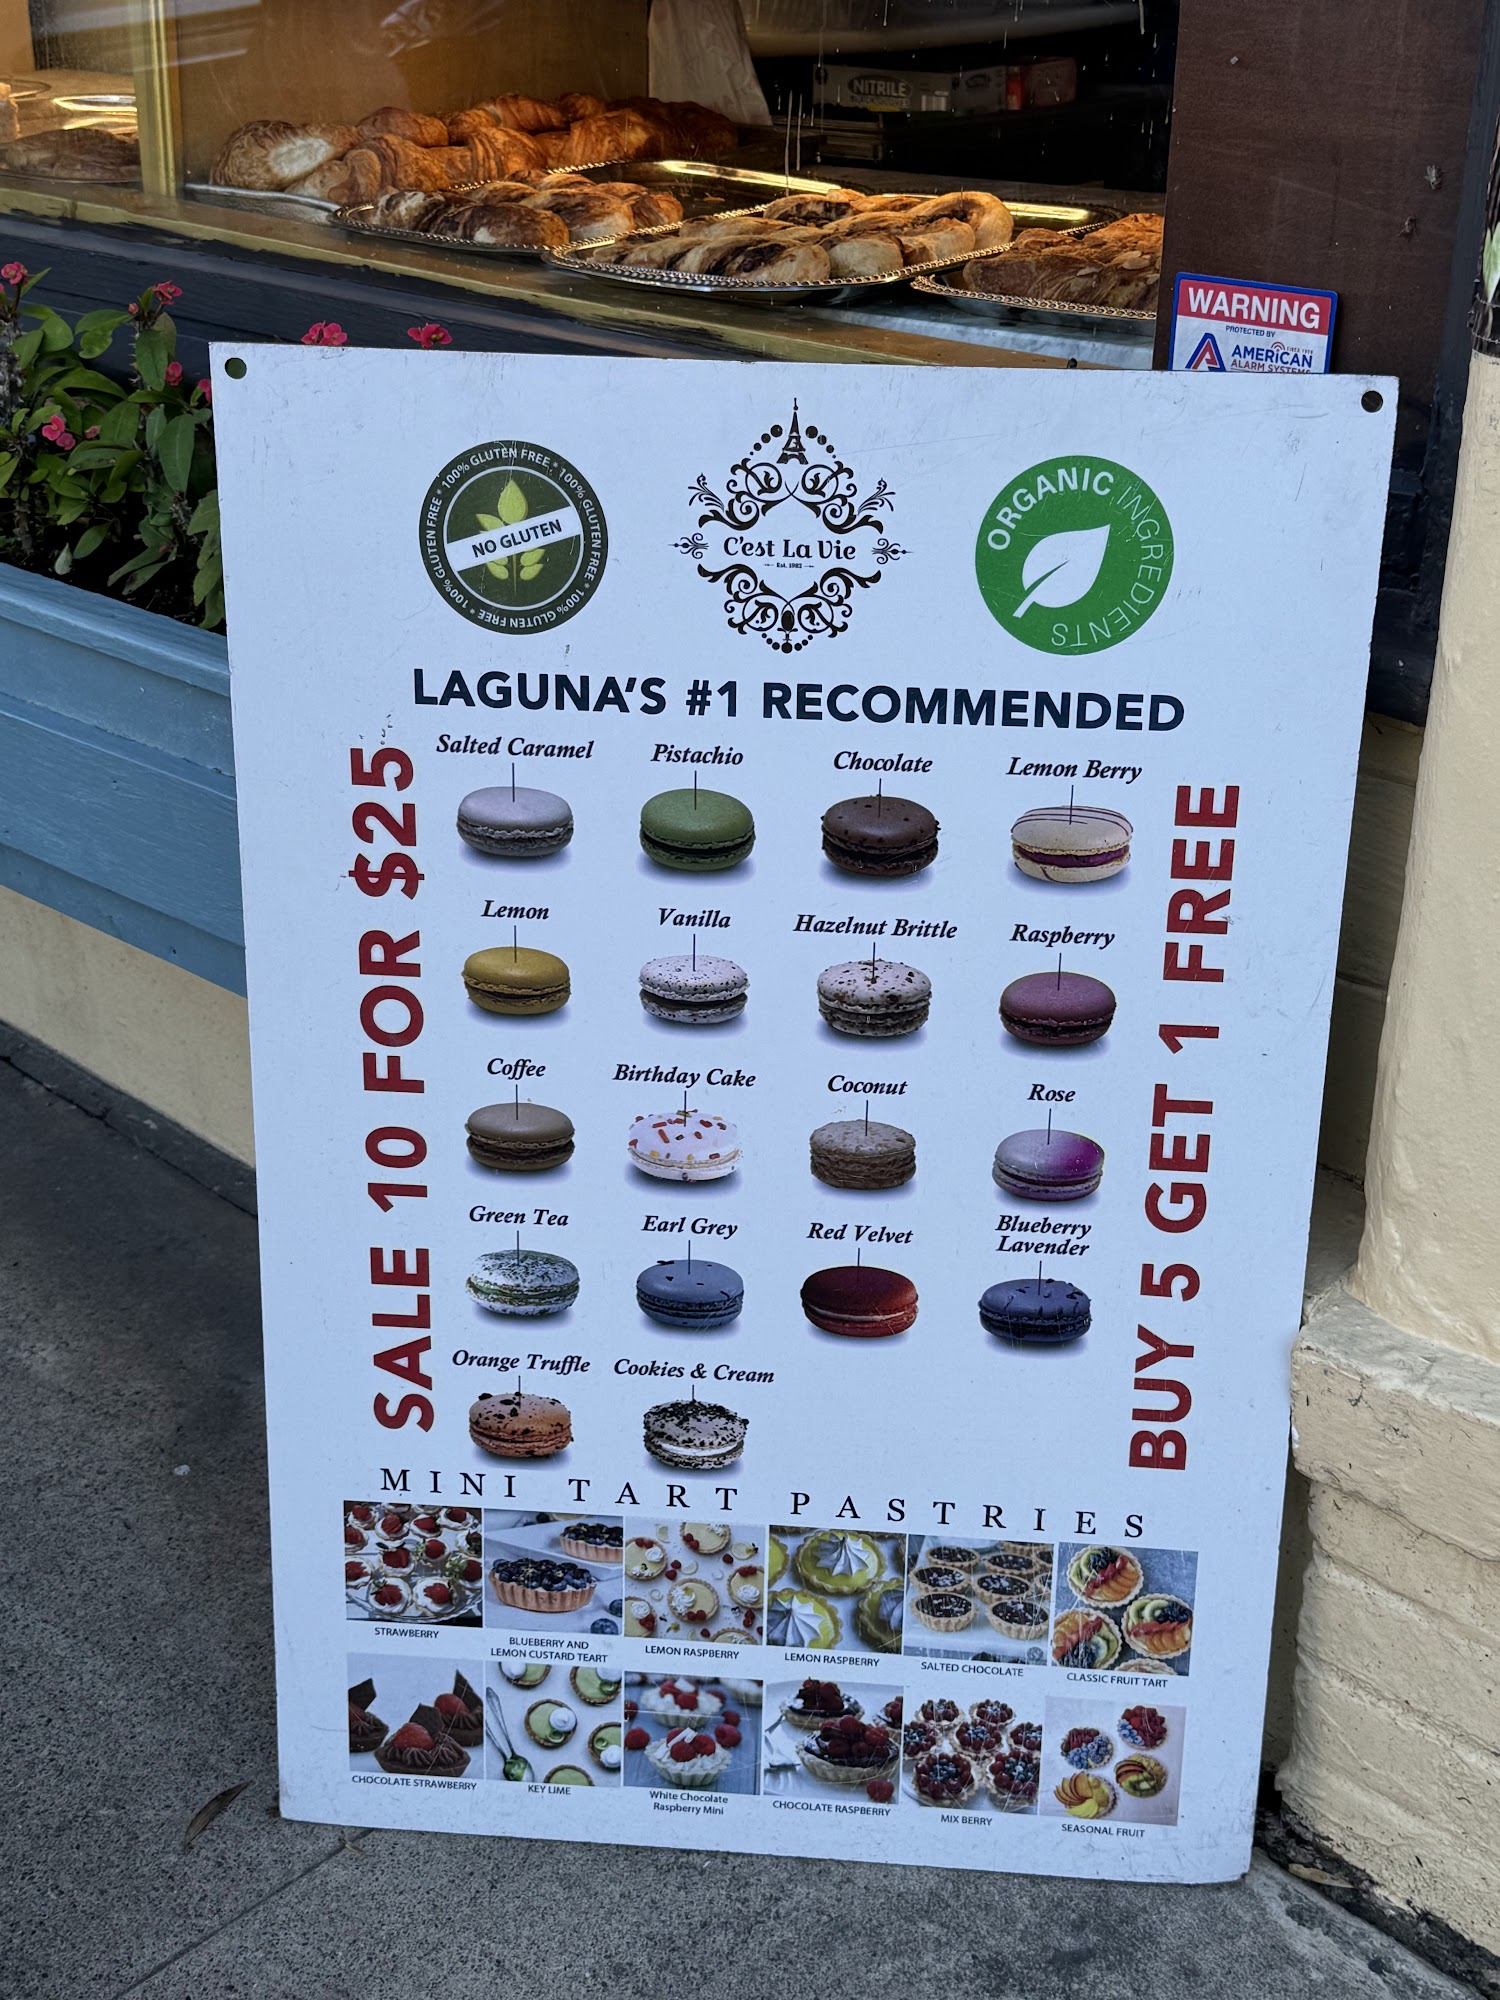 NITRILE
WARNING
PROTECTED BY
AMERICAN
SINCE 1976
ALARM SYSTEMS
100% GLUTEN FREE * 100% GLUTEN FREE * 100% GLUTEN FREE * 100% GLUTEN FREE *
NO GLUTEN
C'est La Vie
Est. 1982
ORGANIC INGREDIENTS
LAGUNA'S #1 RECOMMENDED
SALE 10 FOR $25
BUY 5 GET 1 FREE
Salted Caramel
Pistachio
Chocolate
Lemon Berry
Lemon
Vanilla
Hazelnut Brittle
Raspberry
Coffee
Birthday Cake
Coconut
Rose
Green Tea
Earl Grey
Red Velvet
Blueberry
Lavender
Orange Truffle
Cookies & Cream
MINI TART PASTRIES
STRAWBERRY
BLUEBERRY AND
LEMON CUSTARD TEART
LEMON RASPBERRY
LEMON RASPBERRY
SALTED CHOCOLATE
CLASSIC FRUIT TART
CHOCOLATE STRAWBERRY
KEY LIME
White Chocolate
Raspberry Mini
CHOCOLATE RASPBERRY
MIX BERRY
SEASONAL FRUIT